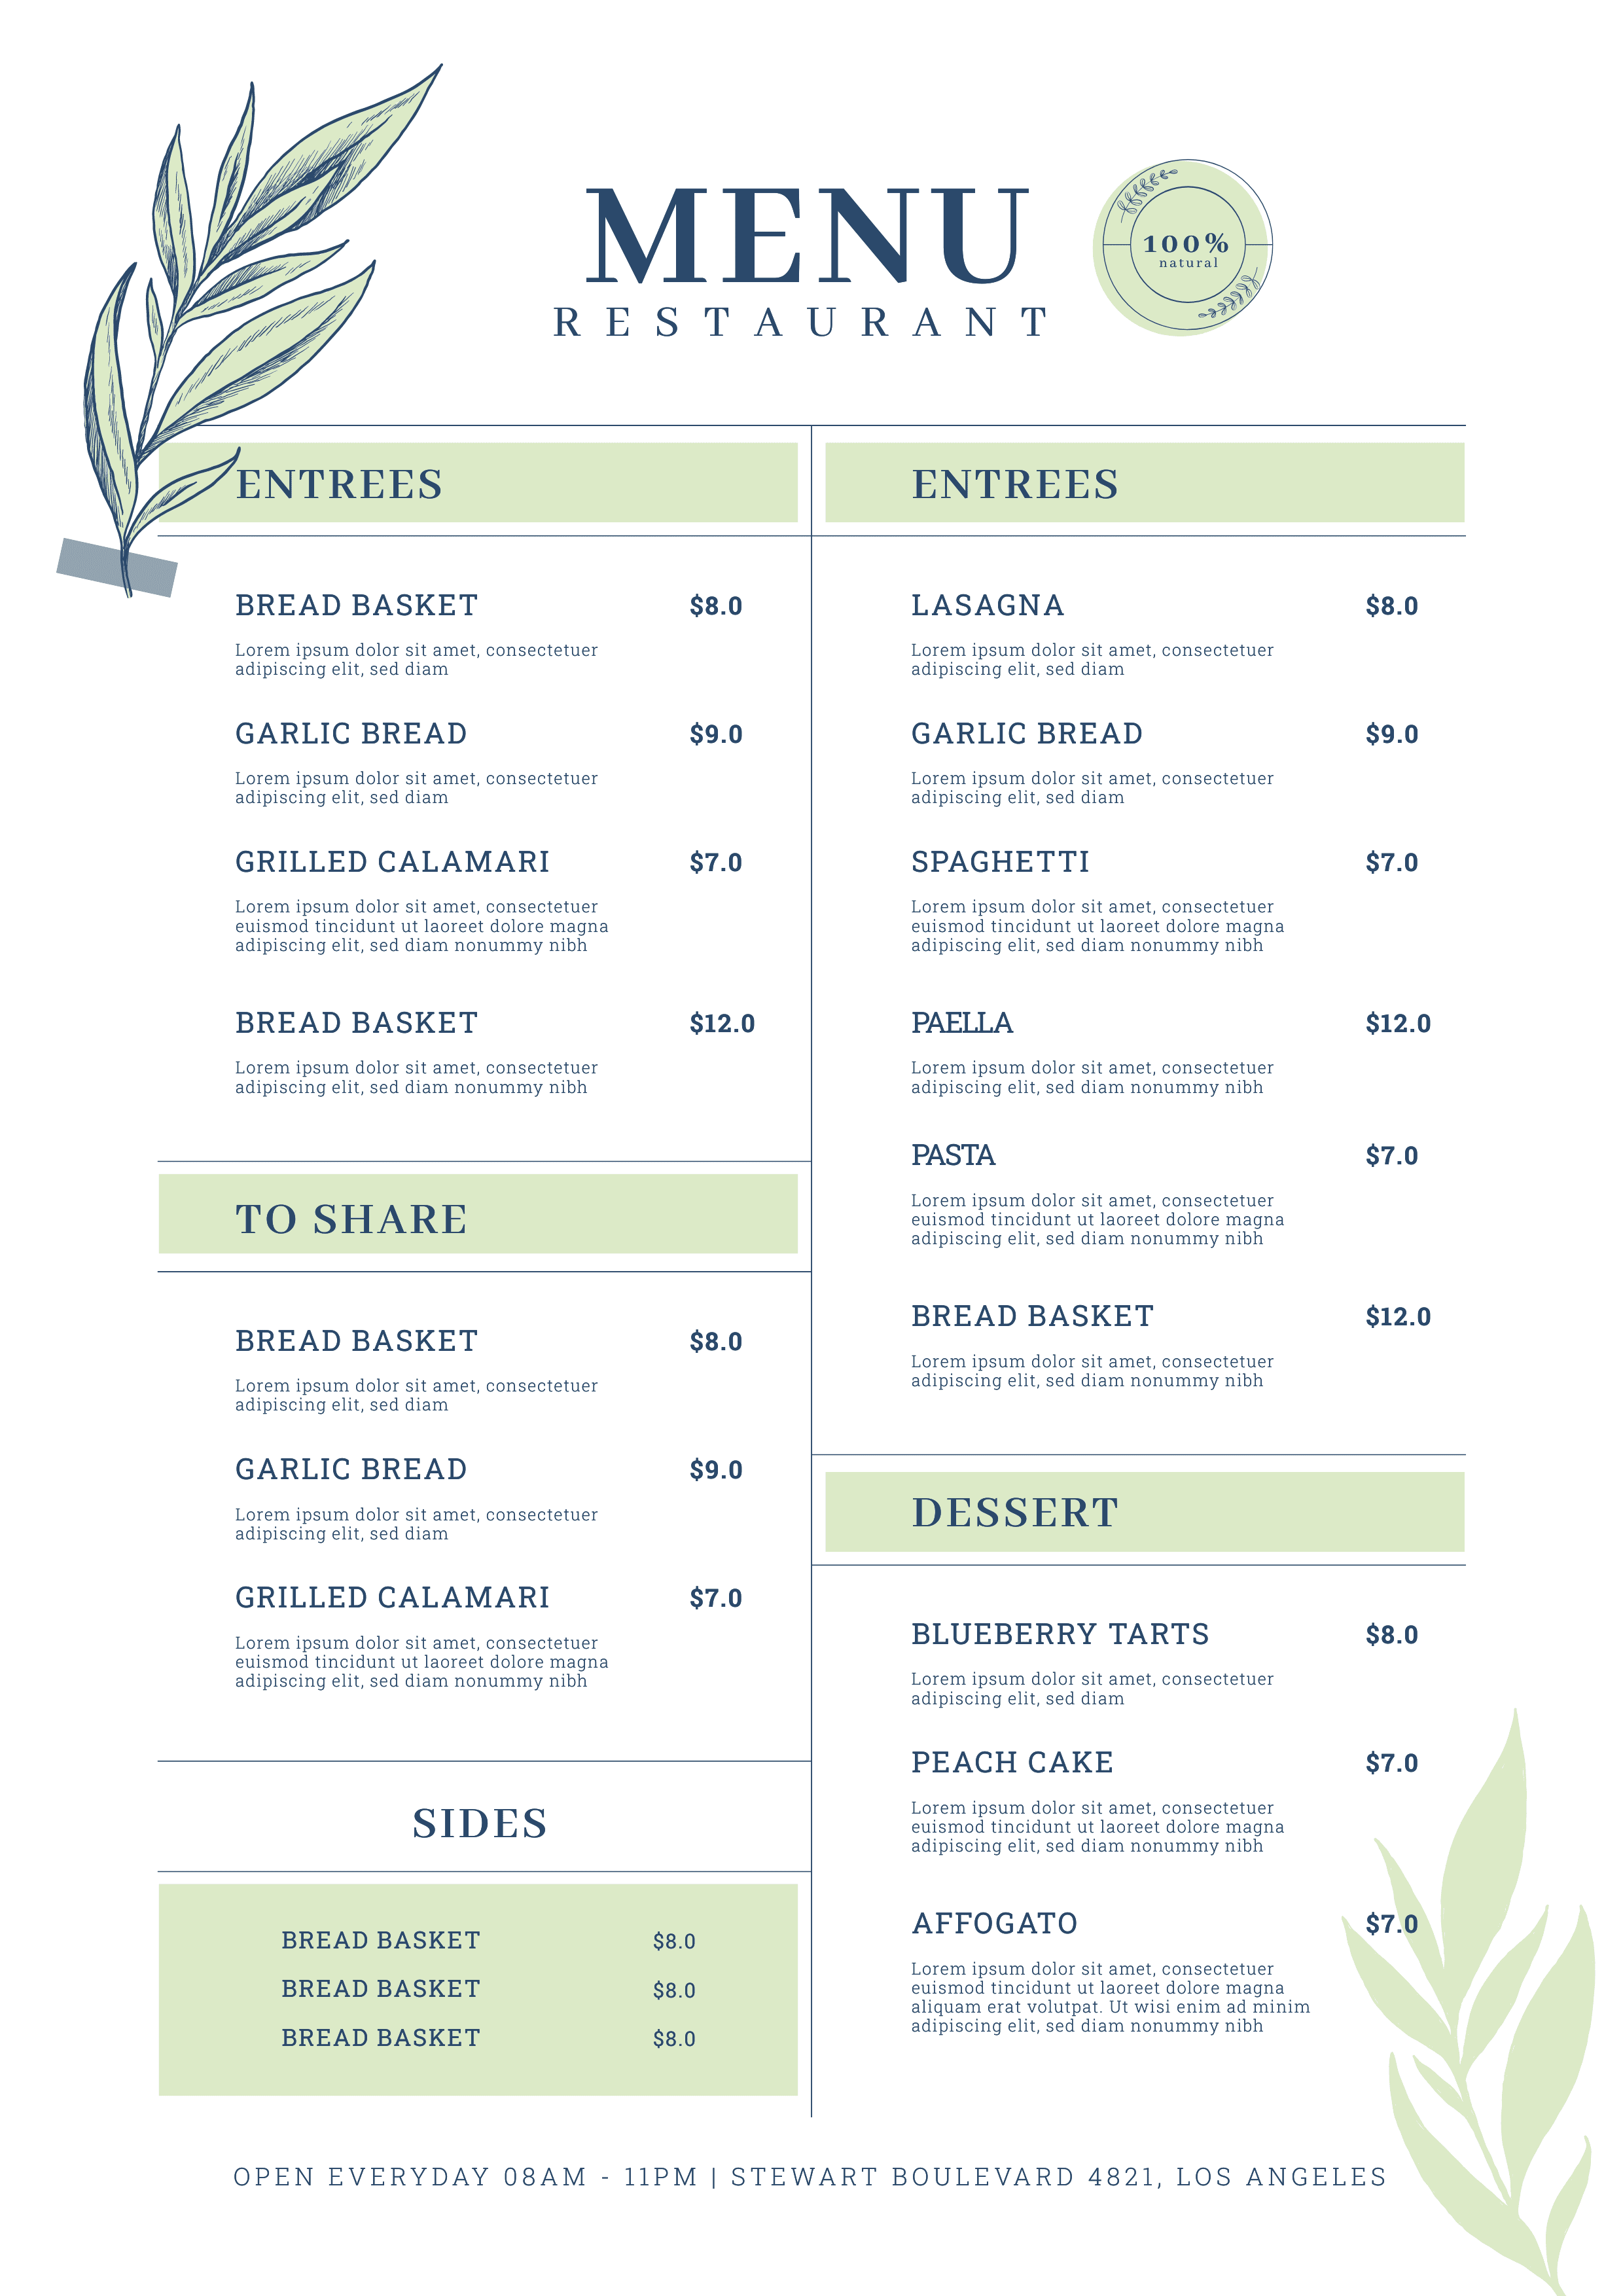 MENU
RESTAURANT
100%
natural
ENTREES
BREAD BASKET $8.0
Lorem ipsum dolor sit amet, consectetuer
adipiscing elit, sed diam
GARLIC BREAD $9.0
Lorem ipsum dolor sit amet, consectetuer
adipiscing elit, sed diam
GRILLED CALAMARI $7.0
Lorem ipsum dolor sit amet, consectetuer
euismod tincidunt ut laoreet dolore magna
adipiscing elit, sed diam nonummy nibh
BREAD BASKET $12.0
Lorem ipsum dolor sit amet, consectetuer
adipiscing elit, sed diam nonummy nibh
TO SHARE
BREAD BASKET $8.0
Lorem ipsum dolor sit amet, consectetuer
adipiscing elit, sed diam
GARLIC BREAD $9.0
Lorem ipsum dolor sit amet, consectetuer
adipiscing elit, sed diam
GRILLED CALAMARI $7.0
Lorem ipsum dolor sit amet, consectetuer
euismod tincidunt ut laoreet dolore magna
adipiscing elit, sed diam nonummy nibh
SIDES
BREAD BASKET $8.0
BREAD BASKET $8.0
BREAD BASKET $8.0
ENTREES
LASAGNA $8.0
Lorem ipsum dolor sit amet, consectetuer
adipiscing elit, sed diam
GARLIC BREAD $9.0
Lorem ipsum dolor sit amet, consectetuer
adipiscing elit, sed diam
SPAGHETTI $7.0
Lorem ipsum dolor sit amet, consectetuer
euismod tincidunt ut laoreet dolore magna
adipiscing elit, sed diam nonummy nibh
PAELLA $12.0
Lorem ipsum dolor sit amet, consectetuer
adipiscing elit, sed diam nonummy nibh
PASTA $7.0
Lorem ipsum dolor sit amet, consectetuer
euismod tincidunt ut laoreet dolore magna
adipiscing elit, sed diam nonummy nibh
BREAD BASKET $12.0
Lorem ipsum dolor sit amet, consectetuer
adipiscing elit, sed diam nonummy nibh
DESSERT
BLUEBERRY TARTS $8.0
Lorem ipsum dolor sit amet, consectetuer
adipiscing elit, sed diam
PEACH CAKE $7.0
Lorem ipsum dolor sit amet, consectetuer
euismod tincidunt ut laoreet dolore magna
adipiscing elit, sed diam nonummy nibh
AFFOGATO $7.0
Lorem ipsum dolor sit amet, consectetuer
euismod tincidunt ut laoreet dolore magna
aliquam erat volutpat. Ut wisi enim ad minim
adipiscing elit, sed diam nonummy nibh
OPEN EVERYDAY 08AM - 11PM | STEWART BOULEVARD 4821, LOS ANGELES